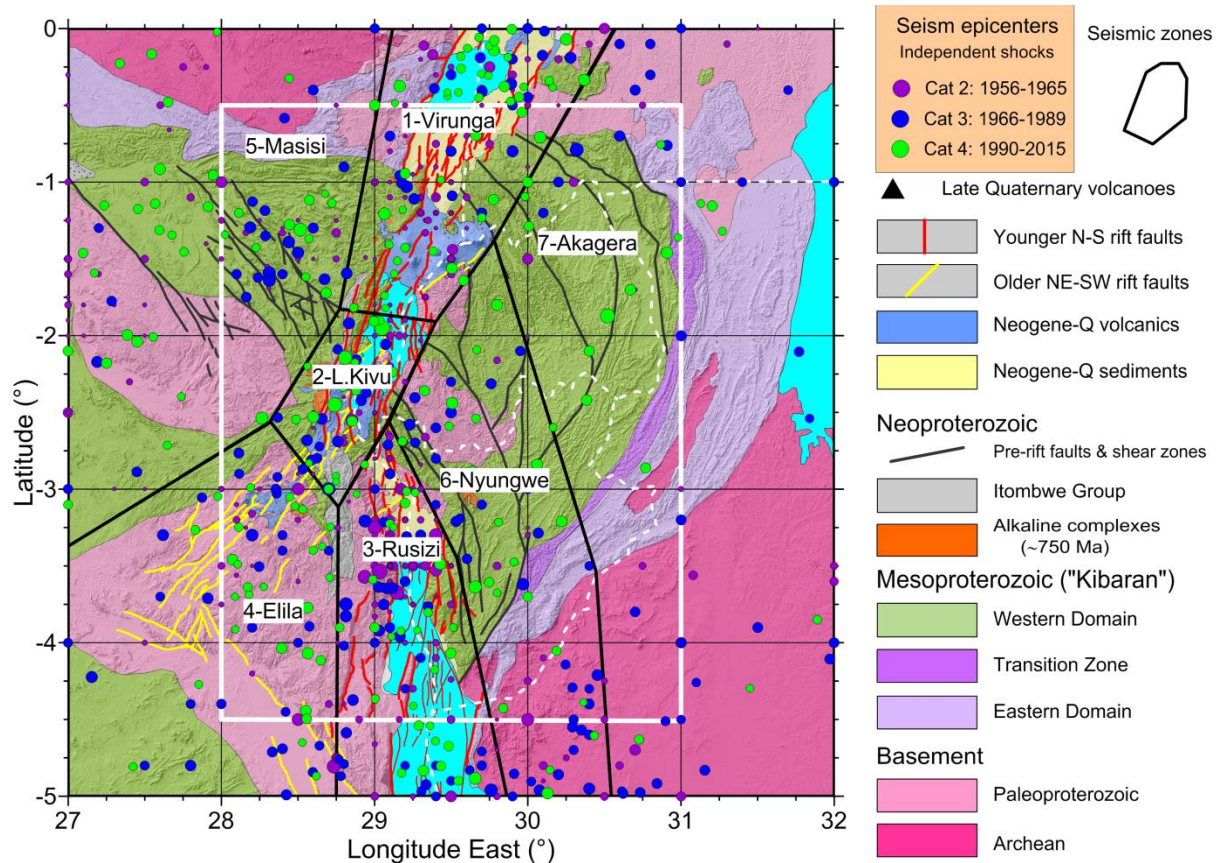 0
-1
-2
-3
-4
-5
Latitude (°)
27
28
29
30
31
32
Longitude East (°)
1-Virunga
5-Masisi
7-Akagera
2-L.Kivu
6-Nyungwe
3-Rusizi
4-Elila
Seism epicenters
Independent shocks
Cat 2: 1956-1965
Cat 3: 1966-1989
Cat 4: 1990-2015
Seismic zones
Late Quaternary volcanoes
Younger N-S rift faults
Older NE-SW rift faults
Neogene-Q volcanics
Neogene-Q sediments
Neoproterozoic
Pre-rift faults & shear zones
Itombwe Group
Alkaline complexes
(~750 Ma)
Mesoproterozoic ("Kibaran")
Western Domain
Transition Zone
Eastern Domain
Basement
Paleoproterozoic
Archean